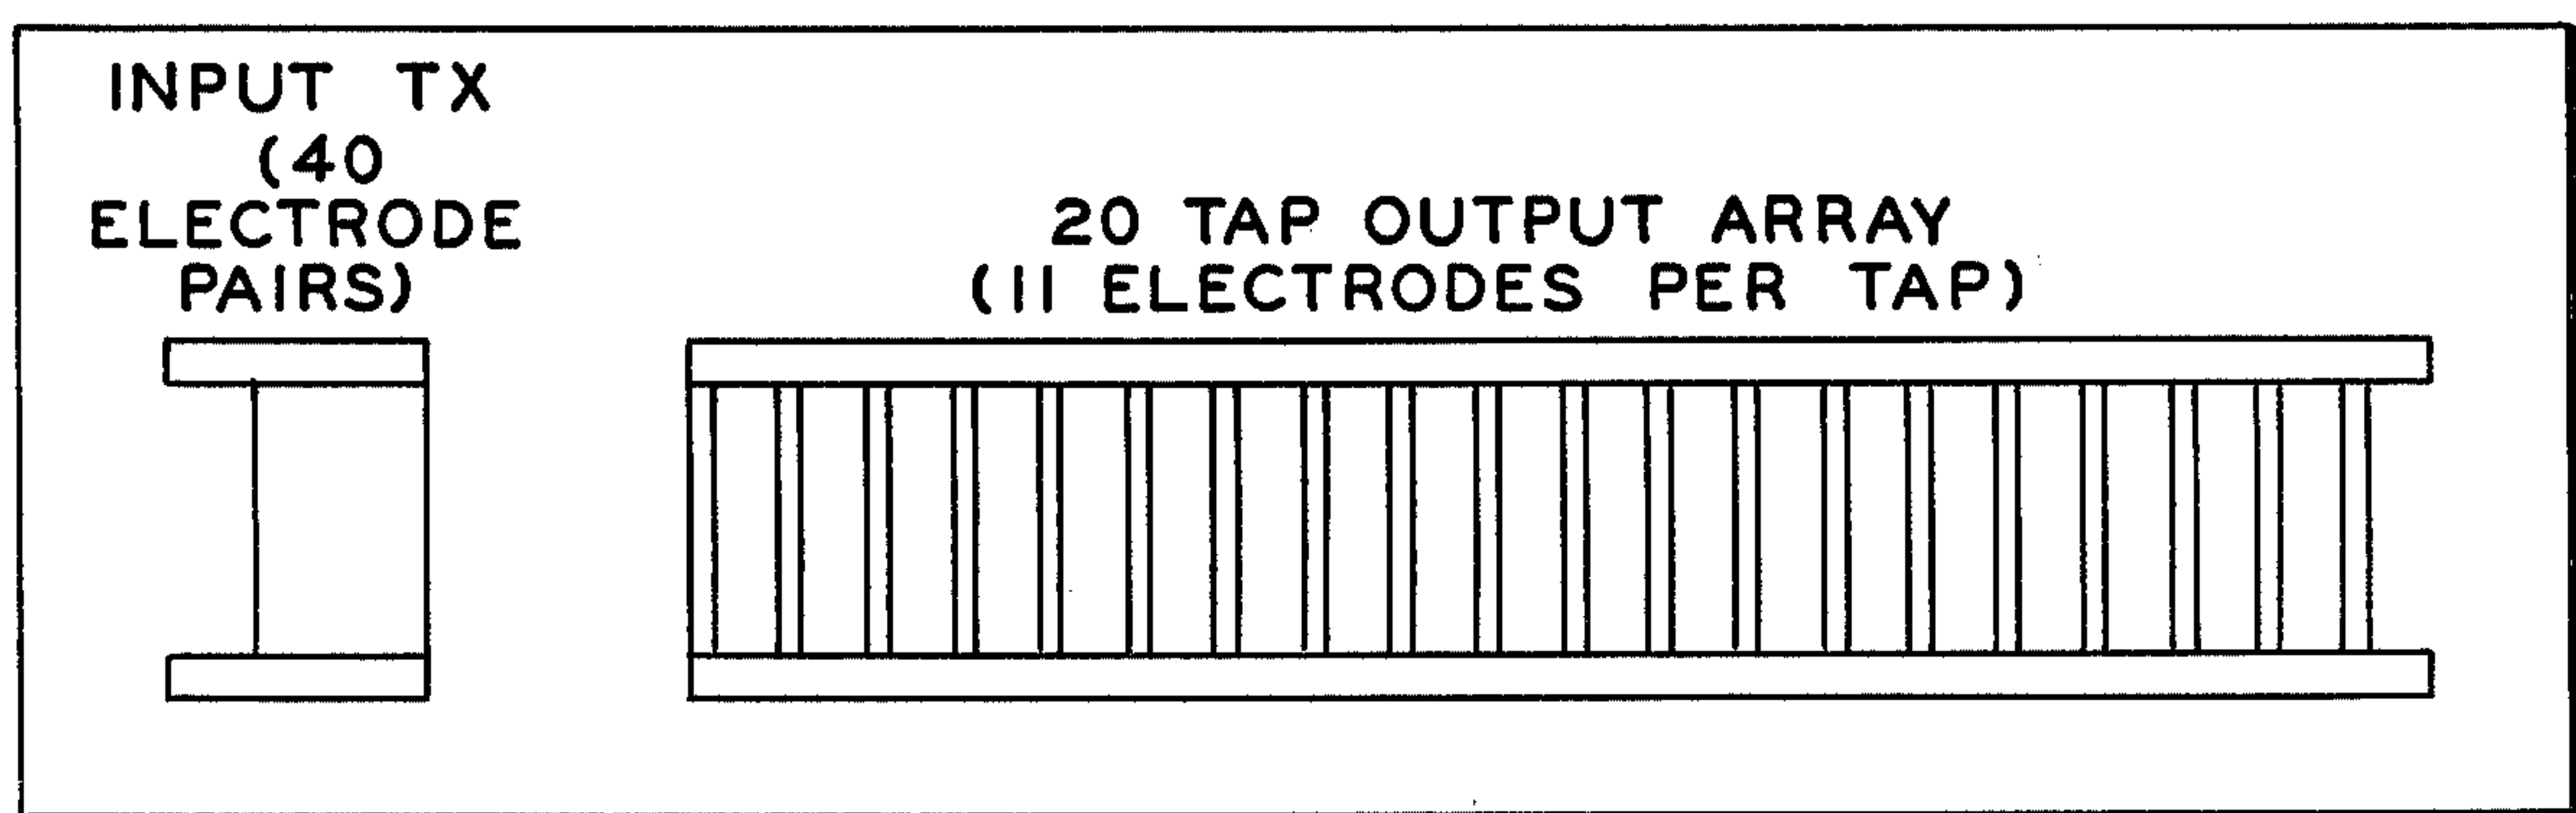 INPUT TX
(40
ELECTRODE
PAIRS)
20 TAP OUTPUT ARRAY
(11 ELECTRODES PER TAP)